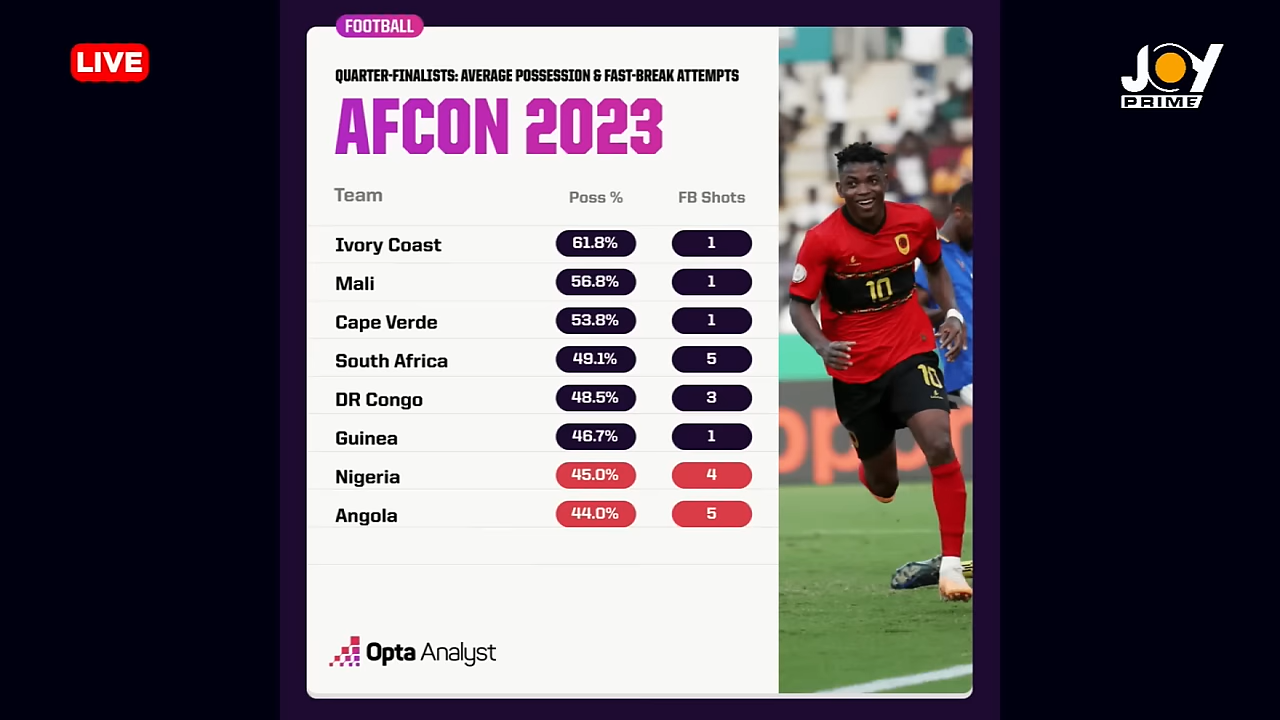 FOOTBALL
LIVE
JOY
PRIME
QUARTER-FINALISTS: AVERAGE POSSESSION & FAST-BREAK ATTEMPTS
AFCON 2023
Team Poss % FB Shots
Ivory Coast 61.8% 1
Mali 56.8% 1
Cape Verde 53.8% 1
South Africa 49.1% 5
DR Congo 48.5% 3
Guinea 46.7% 1
Nigeria 45.0% 4
Angola 44.0% 5
10
10
Opta Analyst